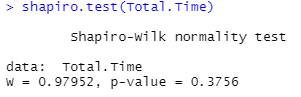 > shapiro.test(Total.Time)
Shapiro-Wilk normality test
data:  Total.Time
W = 0.97952, p-value = 0.3756